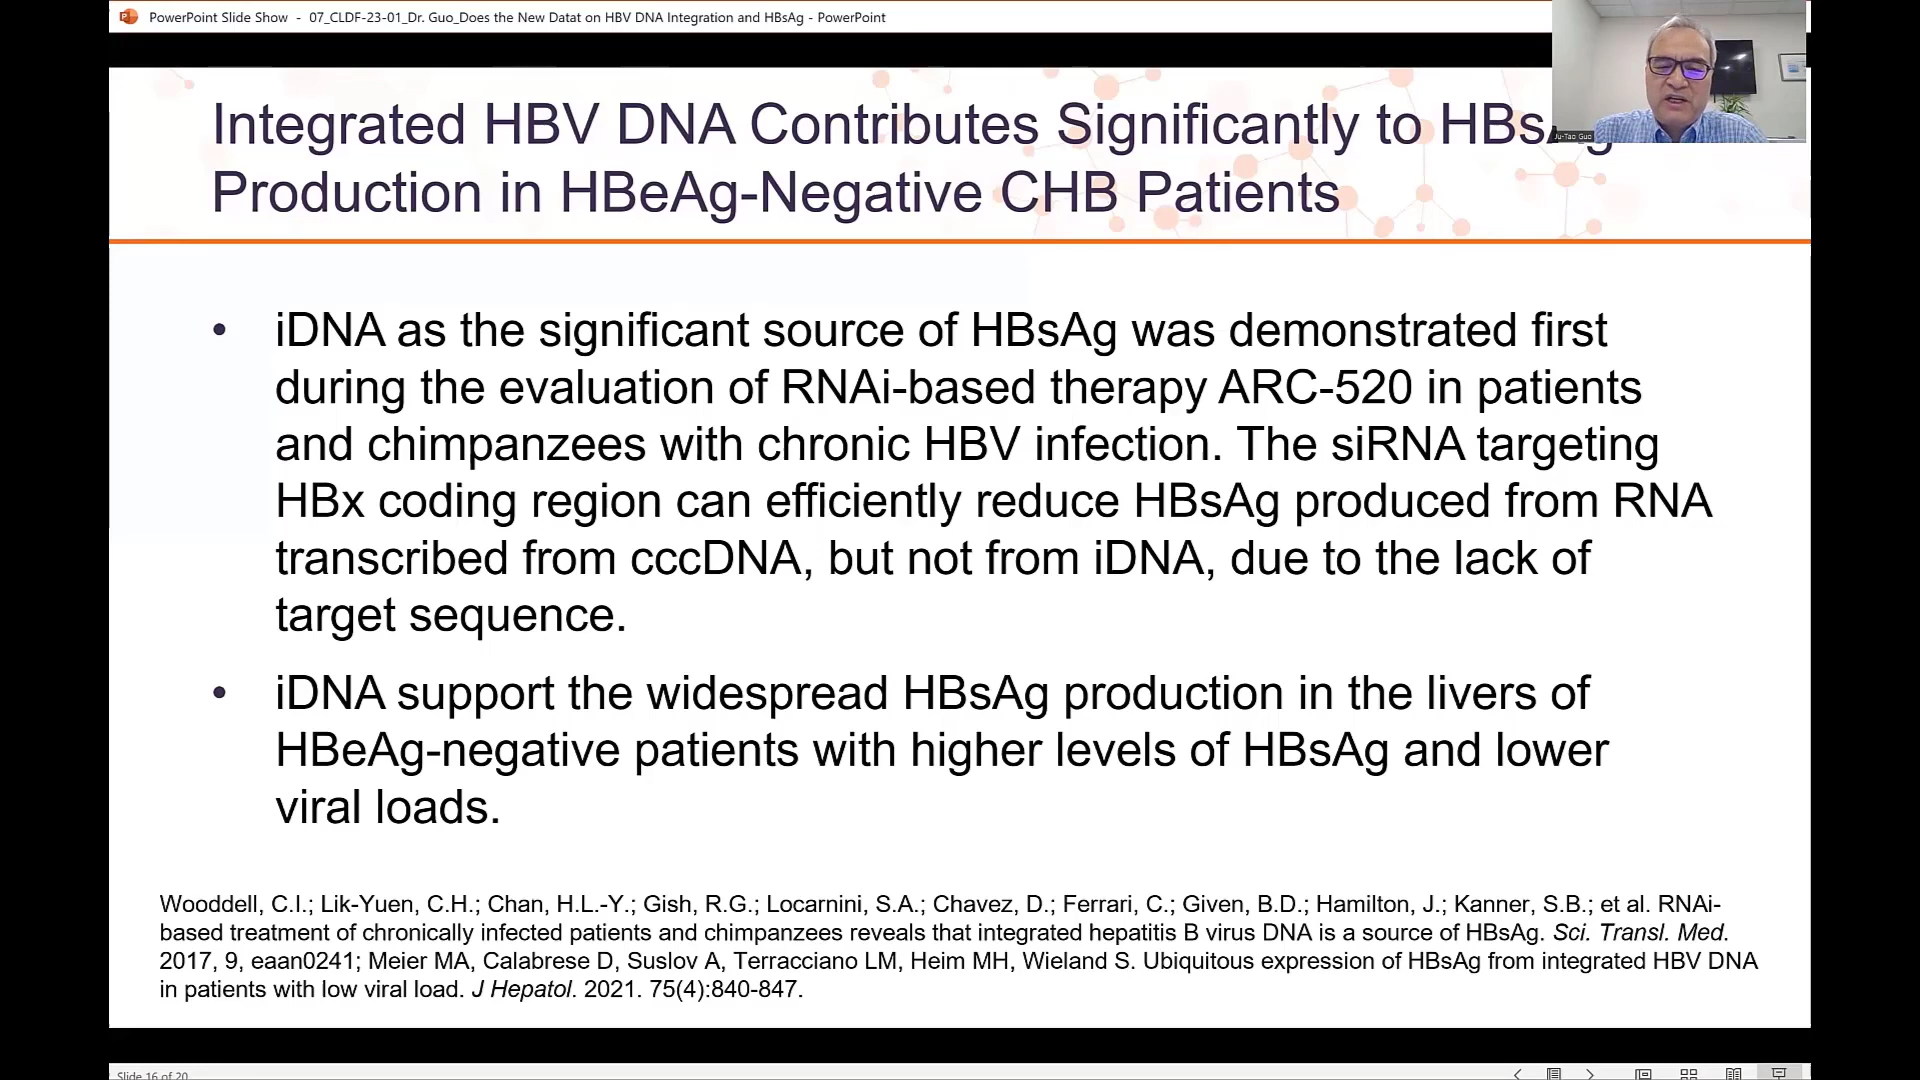 PowerPoint Slide Show - 07_CLDF-23-01_Dr. Guo_Does the New Datat on HBV DNA Integration and HBsAg - PowerPoint
Ju-Tao Guo
Integrated HBV DNA Contributes Significantly to HBsAg
Production in HBeAg-Negative CHB Patients
• iDNA as the significant source of HBsAg was demonstrated first
during the evaluation of RNAi-based therapy ARC-520 in patients
and chimpanzees with chronic HBV infection. The siRNA targeting
HBx coding region can efficiently reduce HBsAg produced from RNA
transcribed from cccDNA, but not from iDNA, due to the lack of
target sequence.
• iDNA support the widespread HBsAg production in the livers of
HBeAg-negative patients with higher levels of HBsAg and lower
viral loads.
Wooddell, C.I.; Lik-Yuen, C.H.; Chan, H.L.-Y.; Gish, R.G.; Locarnini, S.A.; Chavez, D.; Ferrari, C.; Given, B.D.; Hamilton, J.; Kanner, S.B.; et al. RNAi-
based treatment of chronically infected patients and chimpanzees reveals that integrated hepatitis B virus DNA is a source of HBsAg. Sci. Transl. Med.
2017, 9, eaan0241; Meier MA, Calabrese D, Suslov A, Terracciano LM, Heim MH, Wieland S. Ubiquitous expression of HBsAg from integrated HBV DNA
in patients with low viral load. J Hepatol. 2021. 75(4):840-847.
Slide 16 of 20